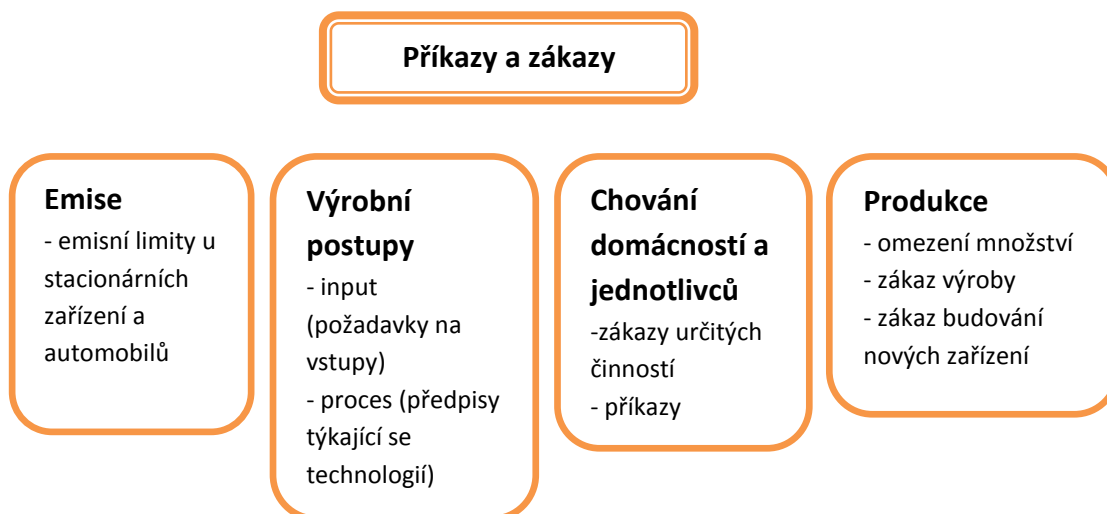 Příkazy a zákazy
Emise
- emisní limity u
stacionárních
zařízení a
automobilů
Výrobní
postupy
- input
(požadavky na
vstupy)
- proces (předpisy
týkající se
technologií)
Chování
domácností a
jednotlivců
-zákazy určitých
činností
- příkazy
Produkce
- omezení množství
- zákaz výroby
- zákaz budování
nových zařízení